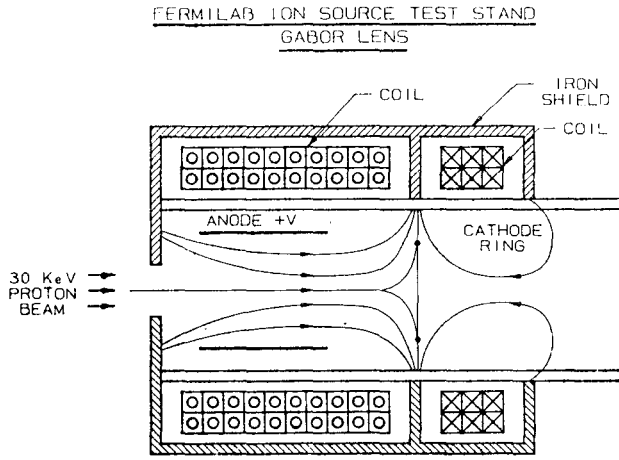 FERMILAB ION SOURCE TEST STAND
GABOR LENS
COIL
IRON
SHIELD
COIL
ANODE +V
CATHODE
RING
30 KeV
PROTON
BEAM